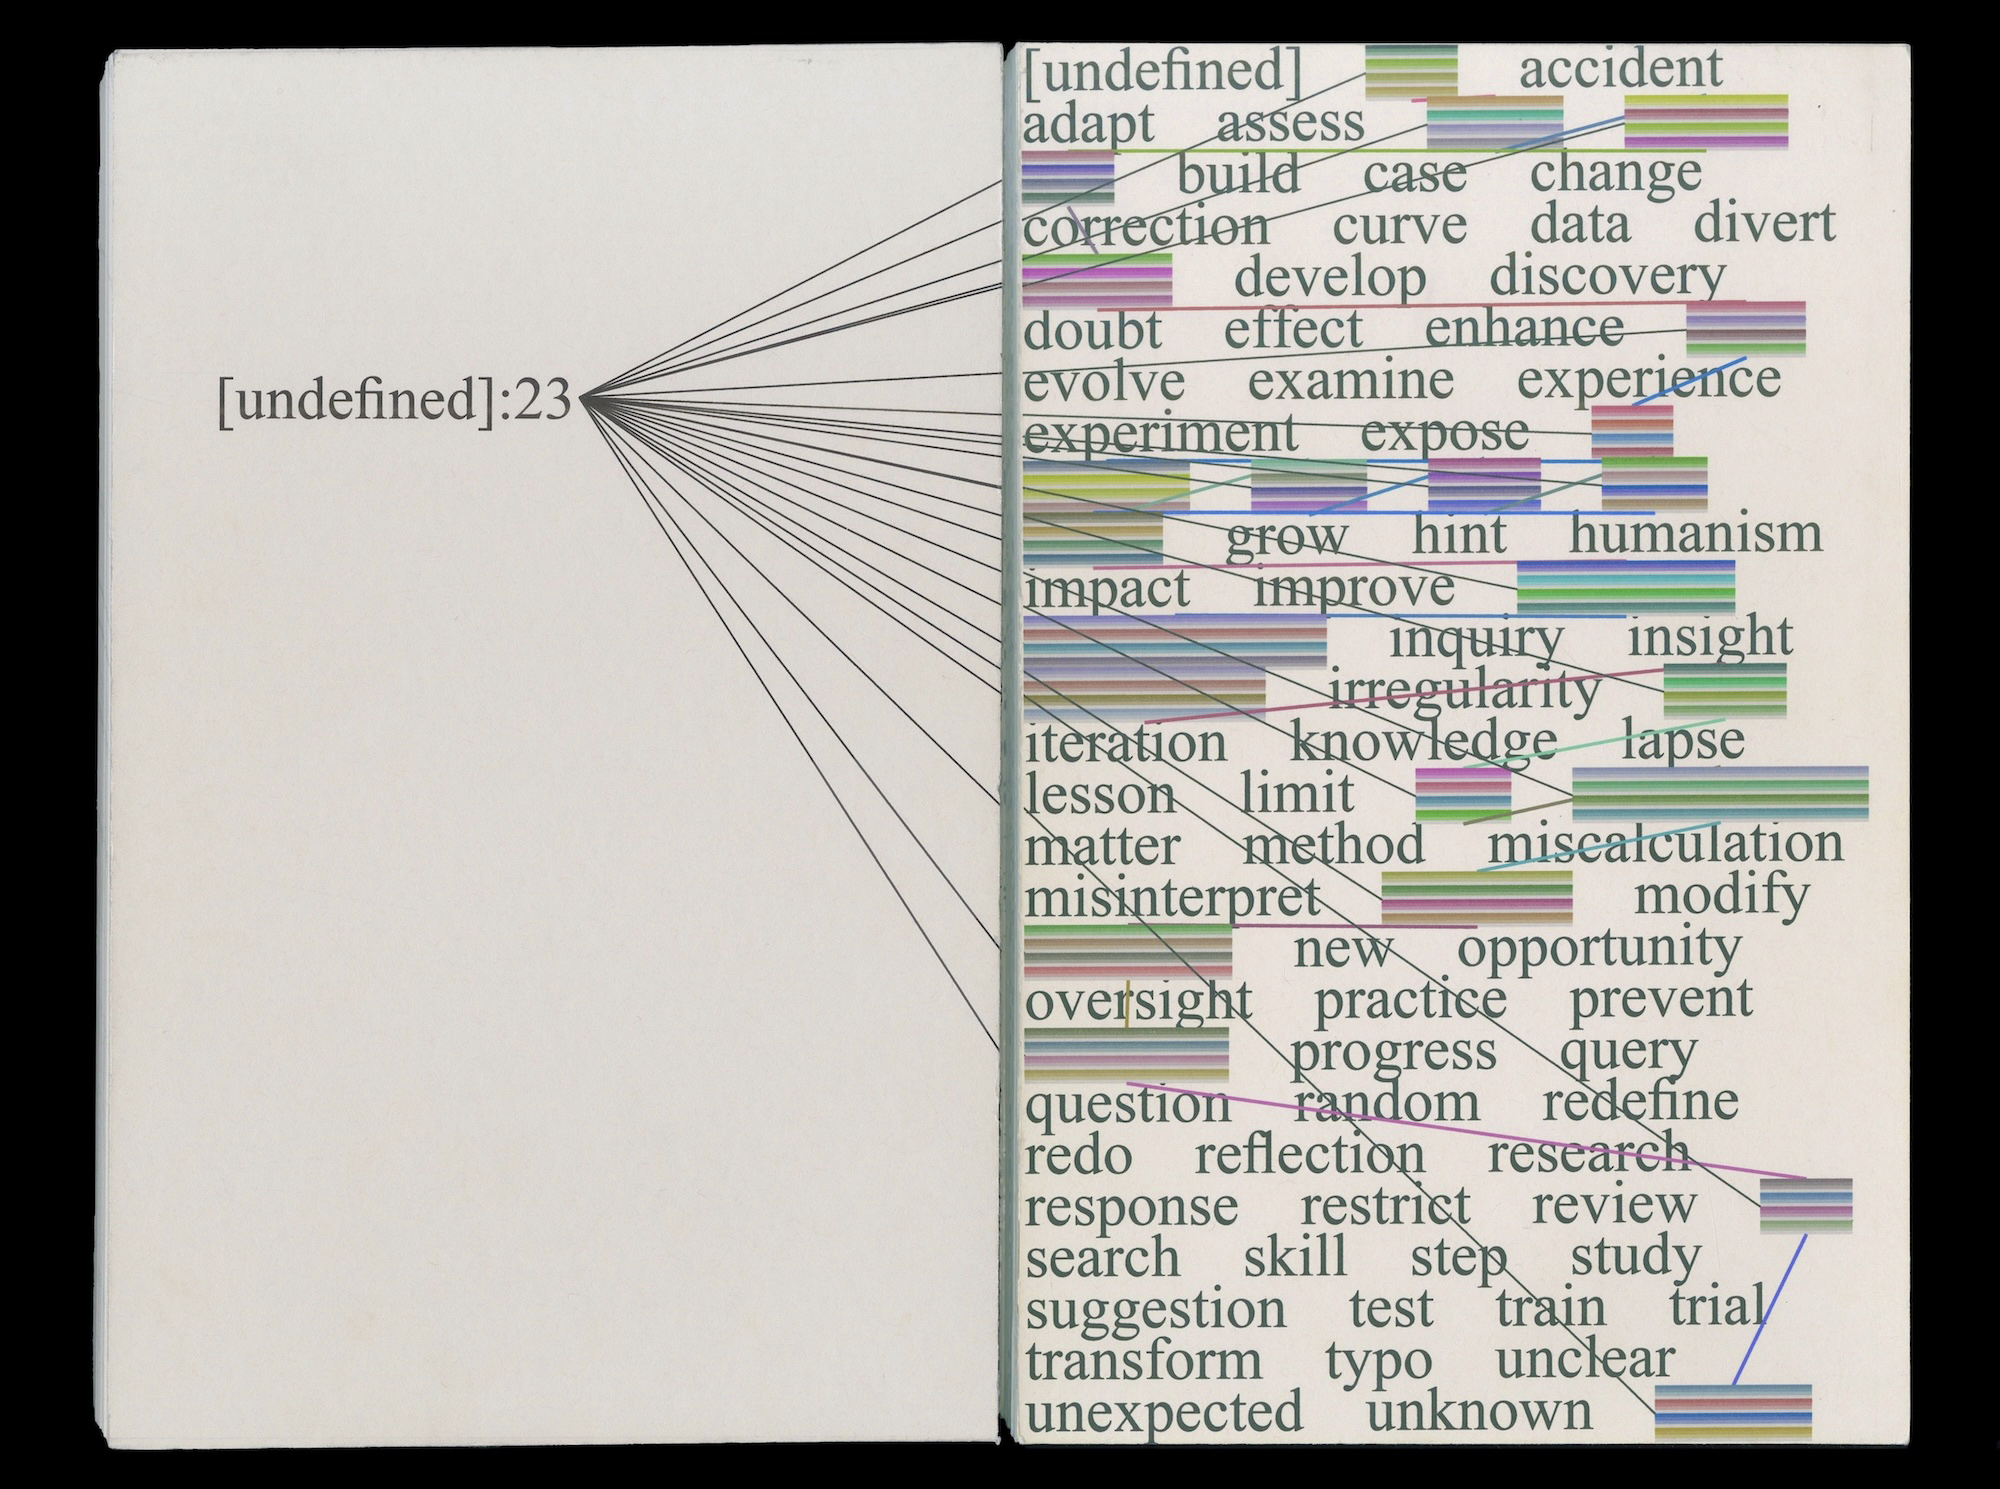 [undefined]:23
[undefined] accident
adapt assess
build case change
correction curve data divert
develop discovery
doubt effect enhance
evolve examine experience
experiment expose
grow hint humanism
impact improve
inquiry insight
irregularity
iteration knowledge lapse
lesson limit
matter method miscalculation
misinterpret modify
new opportunity
oversight practice prevent
progress query
question random redefine
redo reflection research
response restrict review
search skill step study
suggestion test train trial
transform typo unclear
unexpected unknown